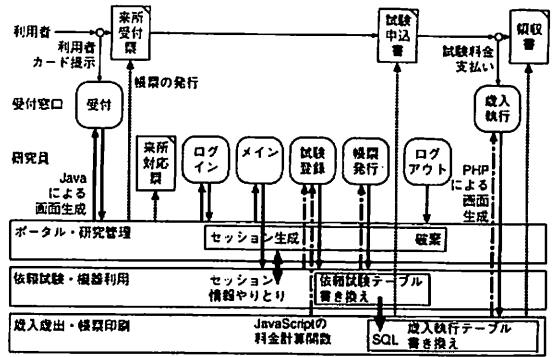 利用者
来所
受付
票
試験
申込
書
領収
書
利用者
カード提示
試験料金
支払い
帳票の発行
受付窓口
受付
歳入
執行
研究員
来所
対応
票
ログ
イン
メイン
試験
登録
帳票
発行
ログ
アウト
Java
による
画面生成
PHP
による
画面
生成
ポータル・研究管理
セッション生成
破棄
依頼試験・機器利用
セッション
情報やりとり
依頼試験テーブル
書き換え
歳入歳出・帳票印刷
JavaScriptの
料金計算関数
SQL
歳入執行テーブル
書き換え